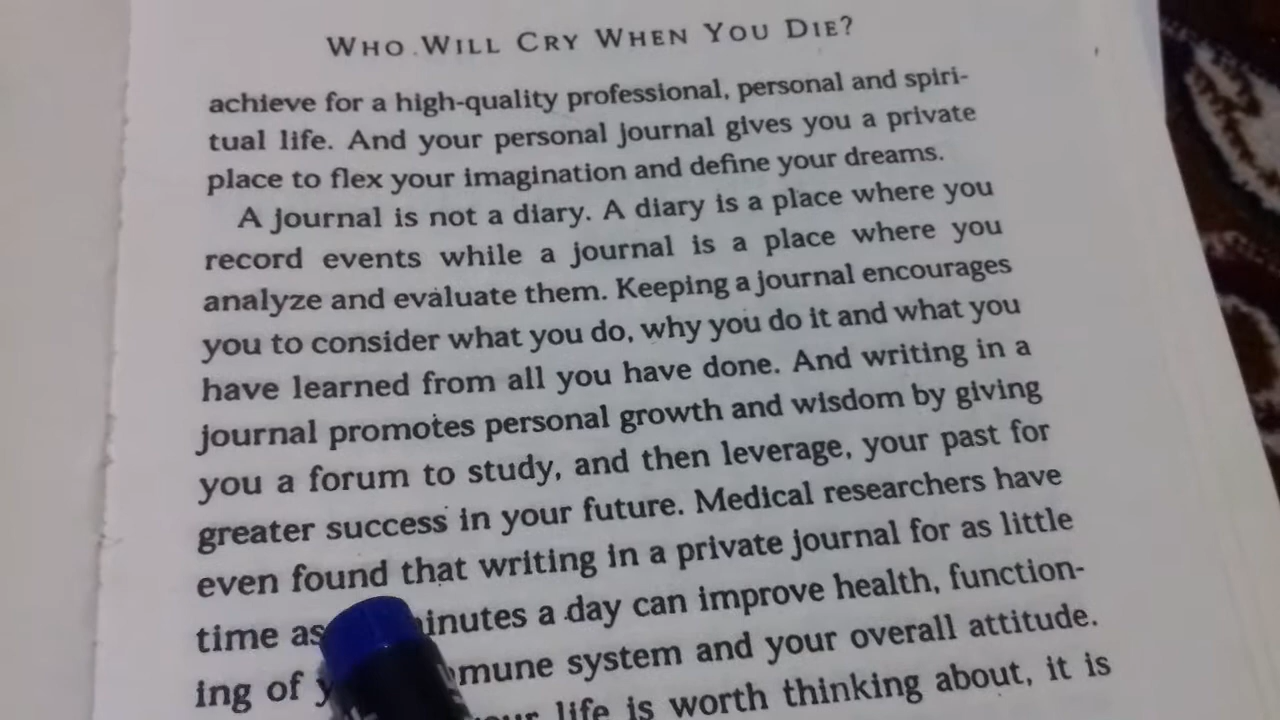 WHO WILL CRY WHEN YOU DIE?
achieve for a high-quality professional, personal and spiri-
tual life. And your personal journal gives you a private
place to flex your imagination and define your dreams.
A journal is not a diary. A diary is a place where you
record events while a journal is a place where you
analyze and evaluate them. Keeping a journal encourages
you to consider what you do, why you do it and what you
have learned from all you have done. And writing in a
journal promotes personal growth and wisdom by giving
you a forum to study, and then leverage, your past for
greater success in your future. Medical researchers have
even found that writing in a private journal for as little
time as a day can improve health, function-
ing of system and your overall attitude.
life is worth thinking about, it is